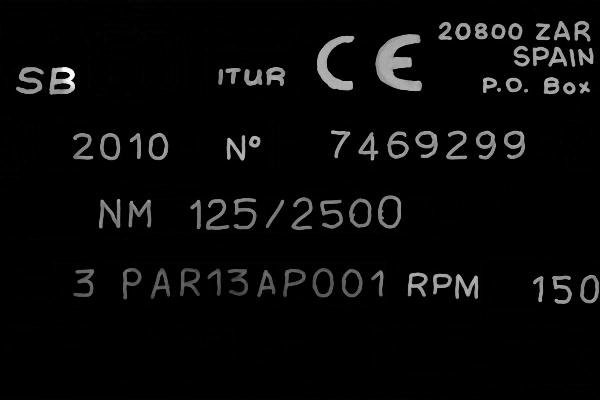 20800 ZAR
SPAIN
SB ITUR CE P.O. Box
2010 Nº 7469299
NM 125/2500
3 PAR13AP001 RPM 150